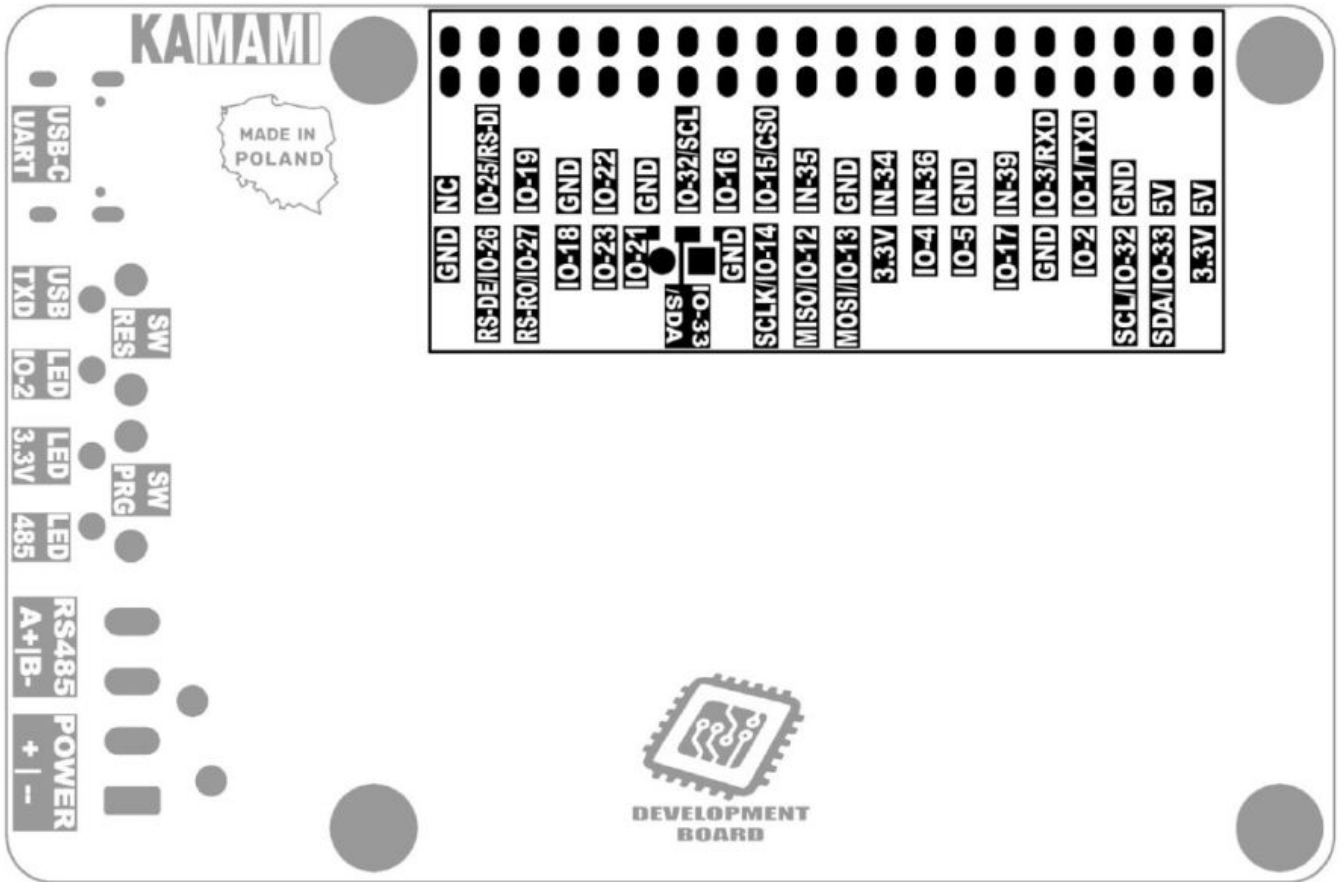 KAMAMI
MADE IN
POLAND
USB-C
UART
USB
TXD
SW
RES
LED
IO-2
LED
3.3V
SW
PRG
LED
485
RS485
A+|B-
POWER
+ | --
NC
IO-25/RS-DI
IO-19
GND
IO-22
GND
IO-32/SCL
IO-16
IO-15/CS0
IN-35
GND
IN-34
IN-36
GND
IN-39
IO-3/RXD
IO-1/TXD
GND
5V
5V
GND
RS-DE/IO-26
RS-RO/IO-27
IO-18
IO-23
IO-21
IO-33
/SDA
GND
SCLK/IO-14
MISO/IO-12
MOSI/IO-13
3.3V
IO-4
IO-5
IO-17
GND
IO-2
SCL/IO-32
SDA/IO-33
3.3V
DEVELOPMENT
BOARD